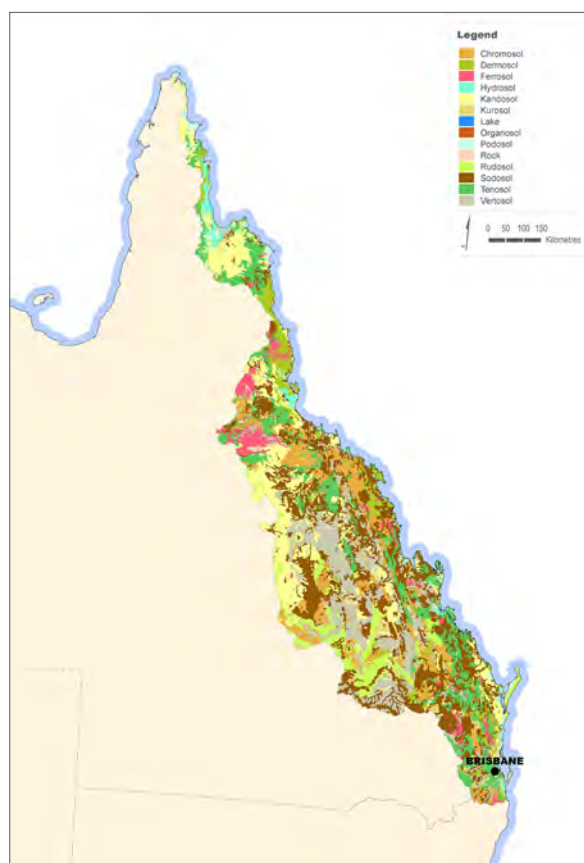 Legend
Chromosol
Dermosol
Ferrosol
Hydrosol
Kandosol
Kurosol
Lake
Organosol
Podosol
Rock
Rudosol
Sodosol
Tenosol
Vertosol
0 50 100 150
Kilometres
BRISBANE